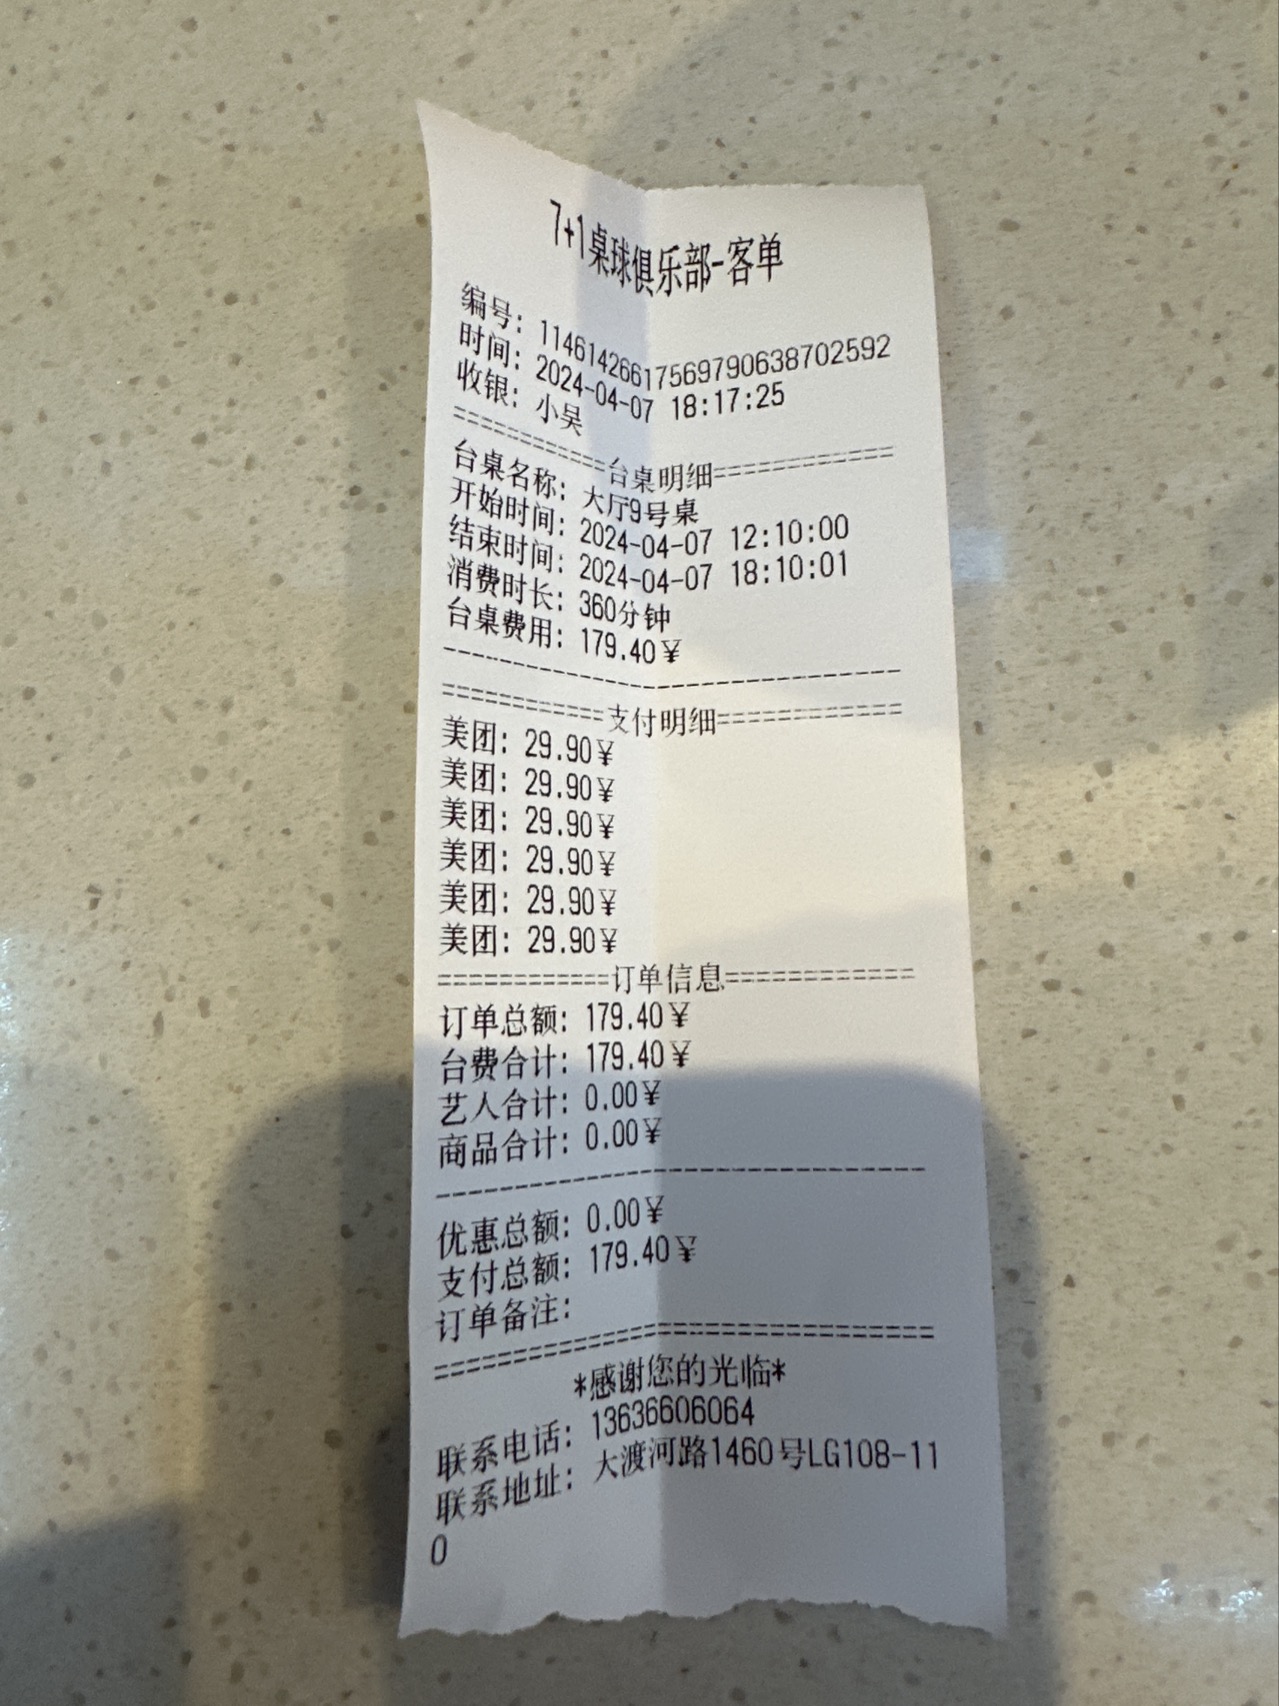 7+1桌球俱乐部-客单
编号: 1146142661756979063870259​2
时间: 2024-04-07 18:17:25
收银: 小吴
===========台桌明细===========
台桌名称: 大厅9号桌
开始时间: 2024-04-07 12:10:00
结束时间: 2024-04-07 18:10:01
消费时长: 360分钟
台桌费用: 179.40¥
------------------------------
===========支付明细===========
美团: 29.90¥
美团: 29.90¥
美团: 29.90¥
美团: 29.90¥
美团: 29.90¥
美团: 29.90¥
===========订单信息============
订单总额: 179.40¥
台费合计: 179.40¥
艺人合计: 0.00¥
商品合计: 0.00¥
------------------------------
优惠总额: 0.00¥
支付总额: 179.40¥
订单备注:
==============================
*感谢您的光临*
联系电话: 13636606064
联系地址: 大渡河路1460号LG108-11
0